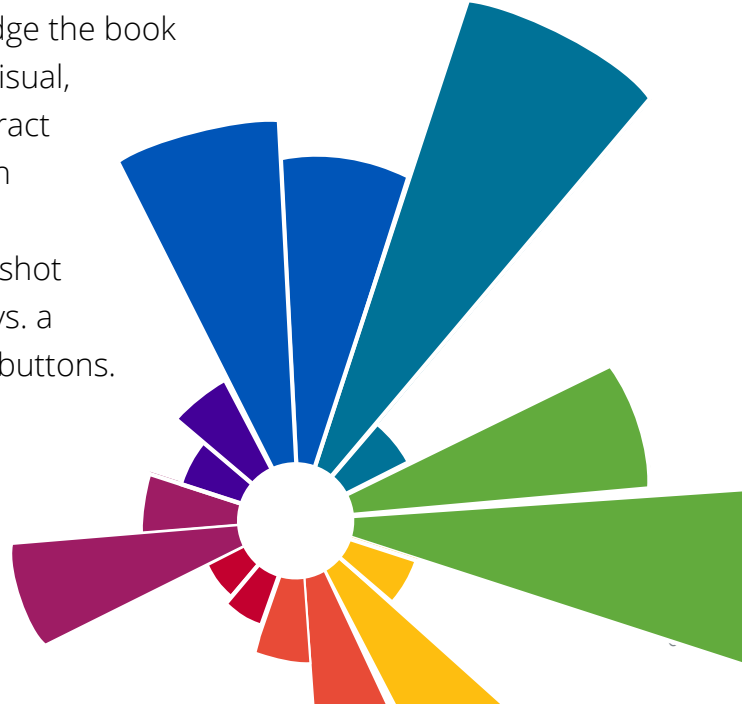 dge the book
isual,
ract
n
shot
vs. a
buttons.